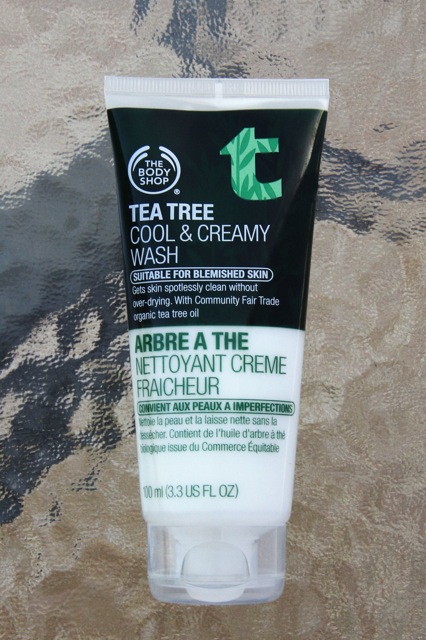 THE
BODY
SHOP
®
t
TEA TREE
COOL & CREAMY
WASH
SUITABLE FOR BLEMISHED SKIN
Gets skin spotlessly clean without
over-drying. With Community Fair Trade
organic tea tree oil
ARBRE A THE
NETTOYANT CREME
FRAICHEUR
CONVIENT AUX PEAUX A IMPERFECTIONS
Nettoie la peau et la laisse nette sans la
dessécher. Contient de l'huile d'arbre à thé
biologique issue du Commerce Équitable
100 ml (3.3 US FL OZ)